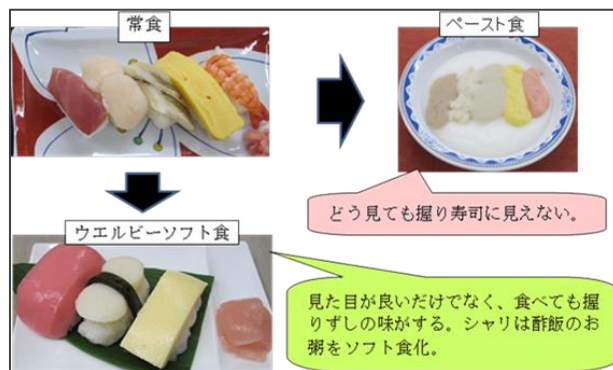 常食
ペースト食
どう見ても握り寿司に見えない。
ウエルビーソフト食
見た目が良いだけでなく、食べても握
りずしの味がする。シャリは酢飯のお
粥をソフト食化。